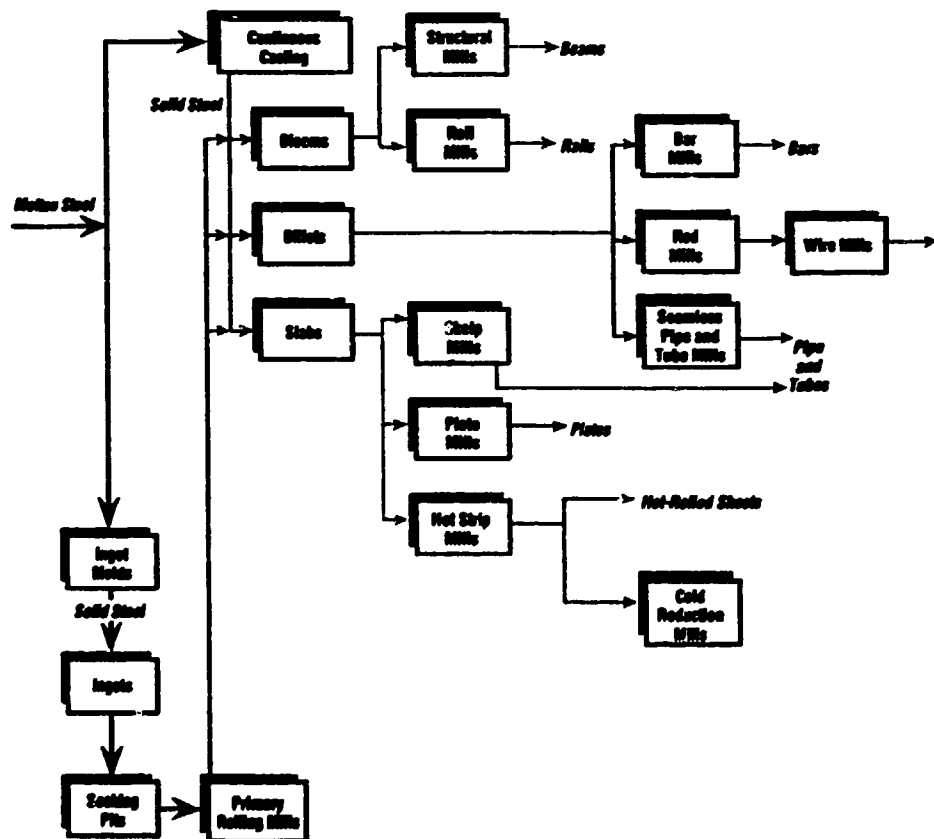 Continuous
Casting
Structural
Mills
Beams
Solid Steel
Blooms
Rail
Mills
Rails
Bar
Mills
Bars
Molten Steel
Billets
Rod
Mills
Wire Mills
Slabs
Skelp
Mills
Seamless
Pipe and
Tube Mills
Pipe
and
Tubes
Plate
Mills
Plates
Hot Strip
Mills
Hot-Rolled Sheets
Ingot
Molds
Cold
Reduction
Mills
Solid Steel
Ingots
Soaking
Pits
Primary
Rolling Mills